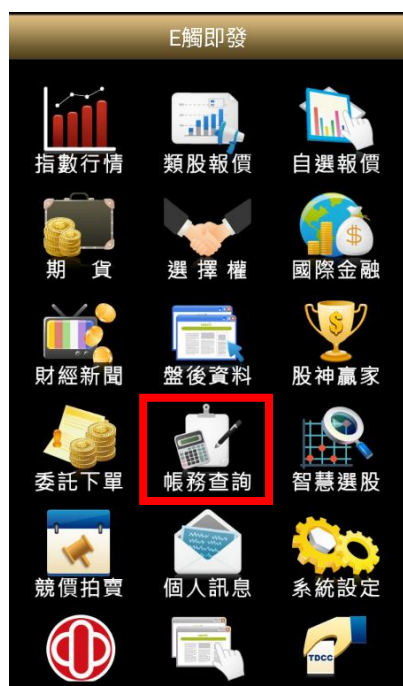 E觸即發
指數行情 類股報價 自選報價
期 貨 選 擇 權 國際金融
財經新聞 盤後資料 股神贏家
委託下單 帳務查詢 智慧選股
競價拍賣 個人訊息 系統設定
TDCC